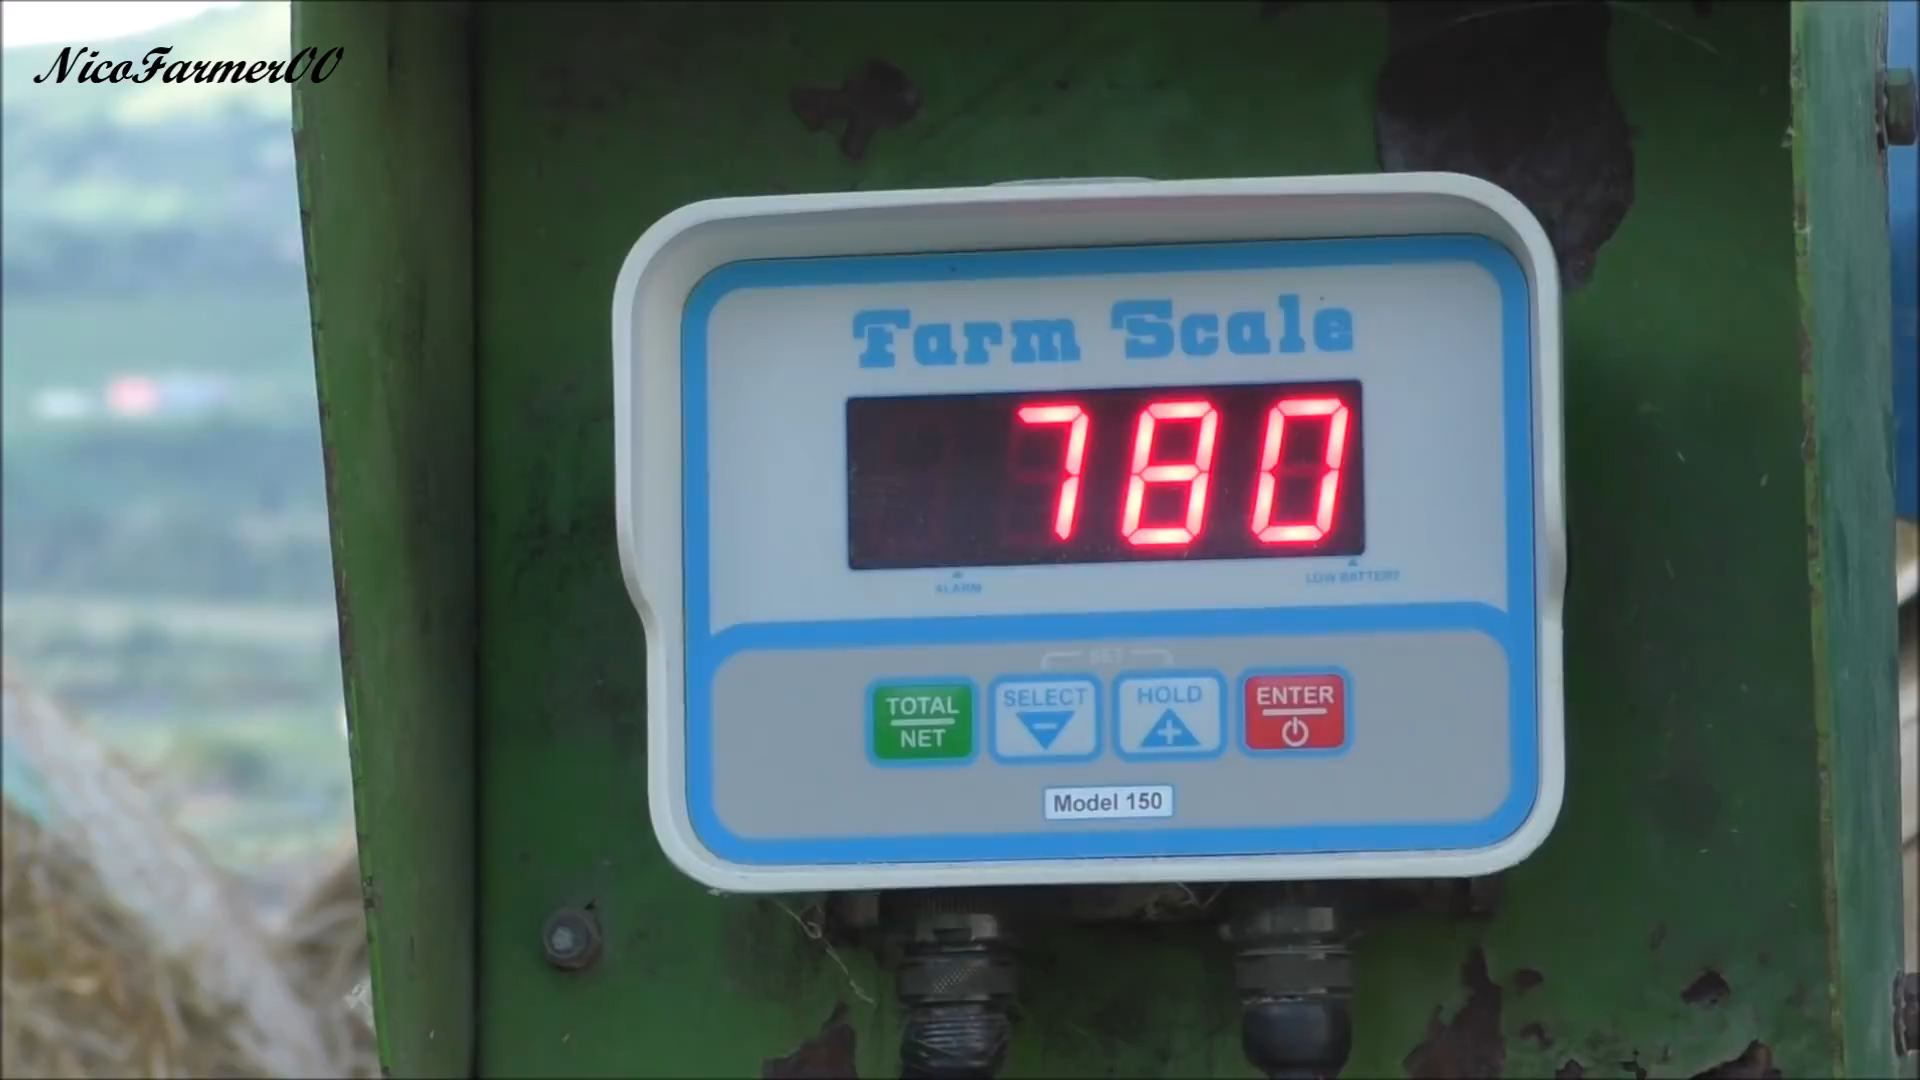 NicoFarmer00
Farm Scale
780
ALARM
LOW BATTERY
SET
TOTAL
NET
SELECT
HOLD
ENTER
Model 150